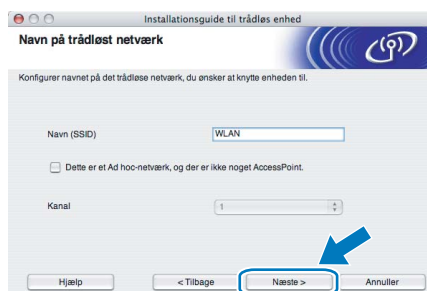 Installationsguide til trådløs enhed
Navn på trådløst netværk
Konfigurer navnet på det trådløse netværk, du ønsker at knytte enheden til.
Navn (SSID) WLAN
Dette er et Ad hoc-netværk, og der er ikke noget AccessPoint.
Kanal 1
Hjælp < Tilbage Næste > Annuller